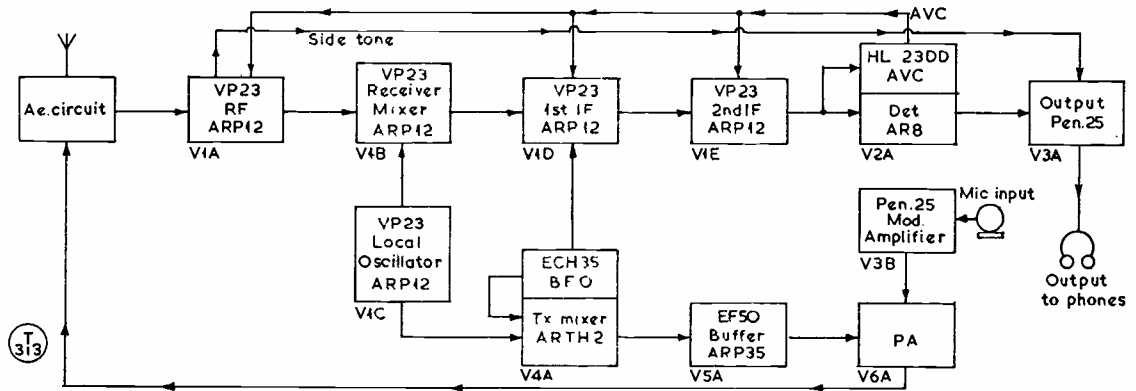 AVC
Side tone
Ae.circuit
VP23
RF
ARP12
V1A
VP23
Receiver
Mixer
ARP12
V1B
VP23
1st IF
ARP12
V1D
VP23
2nd IF
ARP12
V1E
HL 23DD
AVC
Det
AR8
V2A
Output
Pen.25
V3A
VP23
Local
Oscillator
ARP12
V1C
ECH35
BFO
Tx mixer
ARTH2
V4A
EF50
Buffer
ARP35
V5A
Pen.25
Mod.
Amplifier
V3B
Mic input
PA
V6A
Output
to phones
T
313